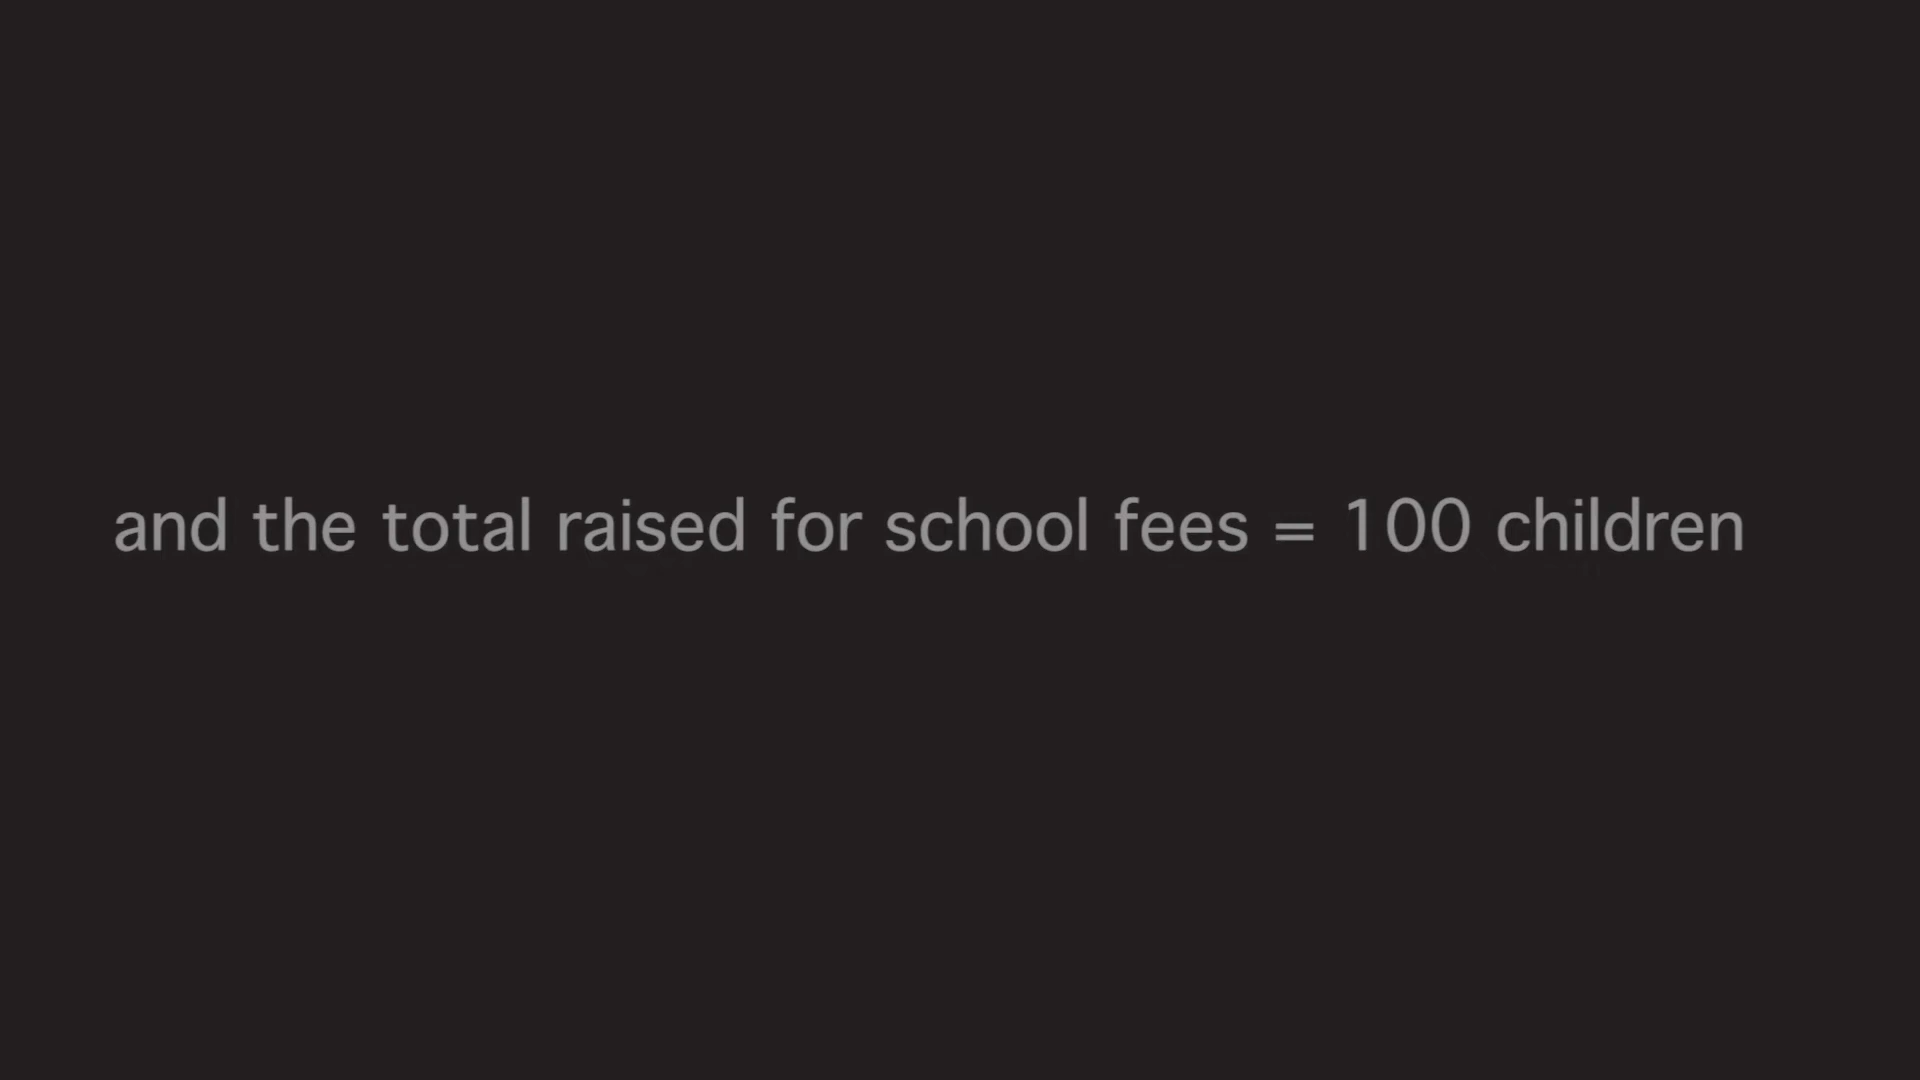 and the total raised for school fees = 100 children